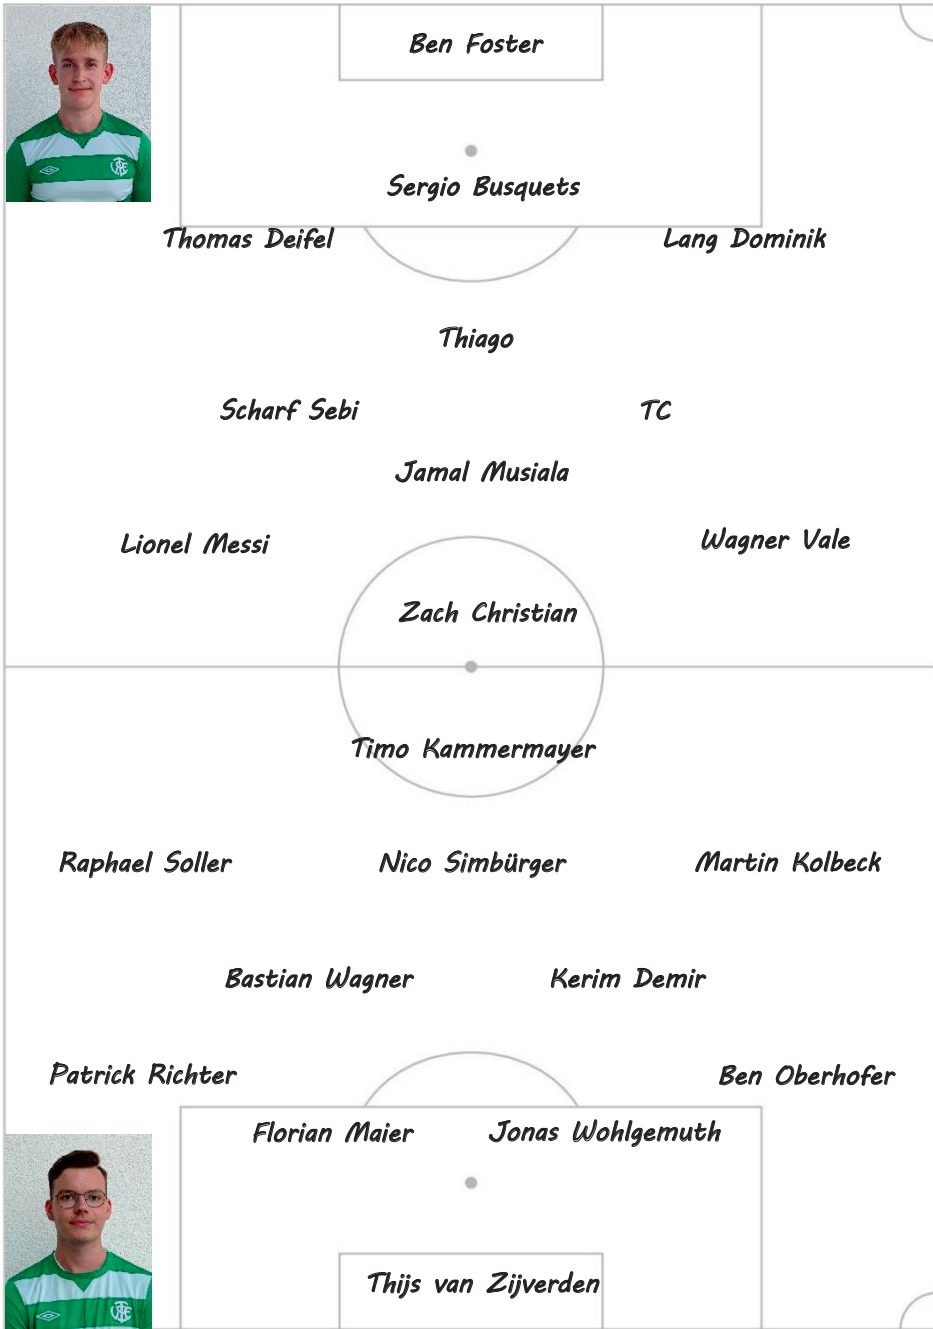 Ben Foster
Sergio Busquets
Thomas Deifel
Lang Dominik
Thiago
Scharf Sebi
TC
Jamal Musiala
Lionel Messi
Wagner Vale
Zach Christian
Timo Kammermayer
Raphael Soller
Nico Simbürger
Martin Kolbeck
Bastian Wagner
Kerim Demir
Patrick Richter
Ben Oberhofer
Florian Maier
Jonas Wohlgemuth
Thijs van Zijverden